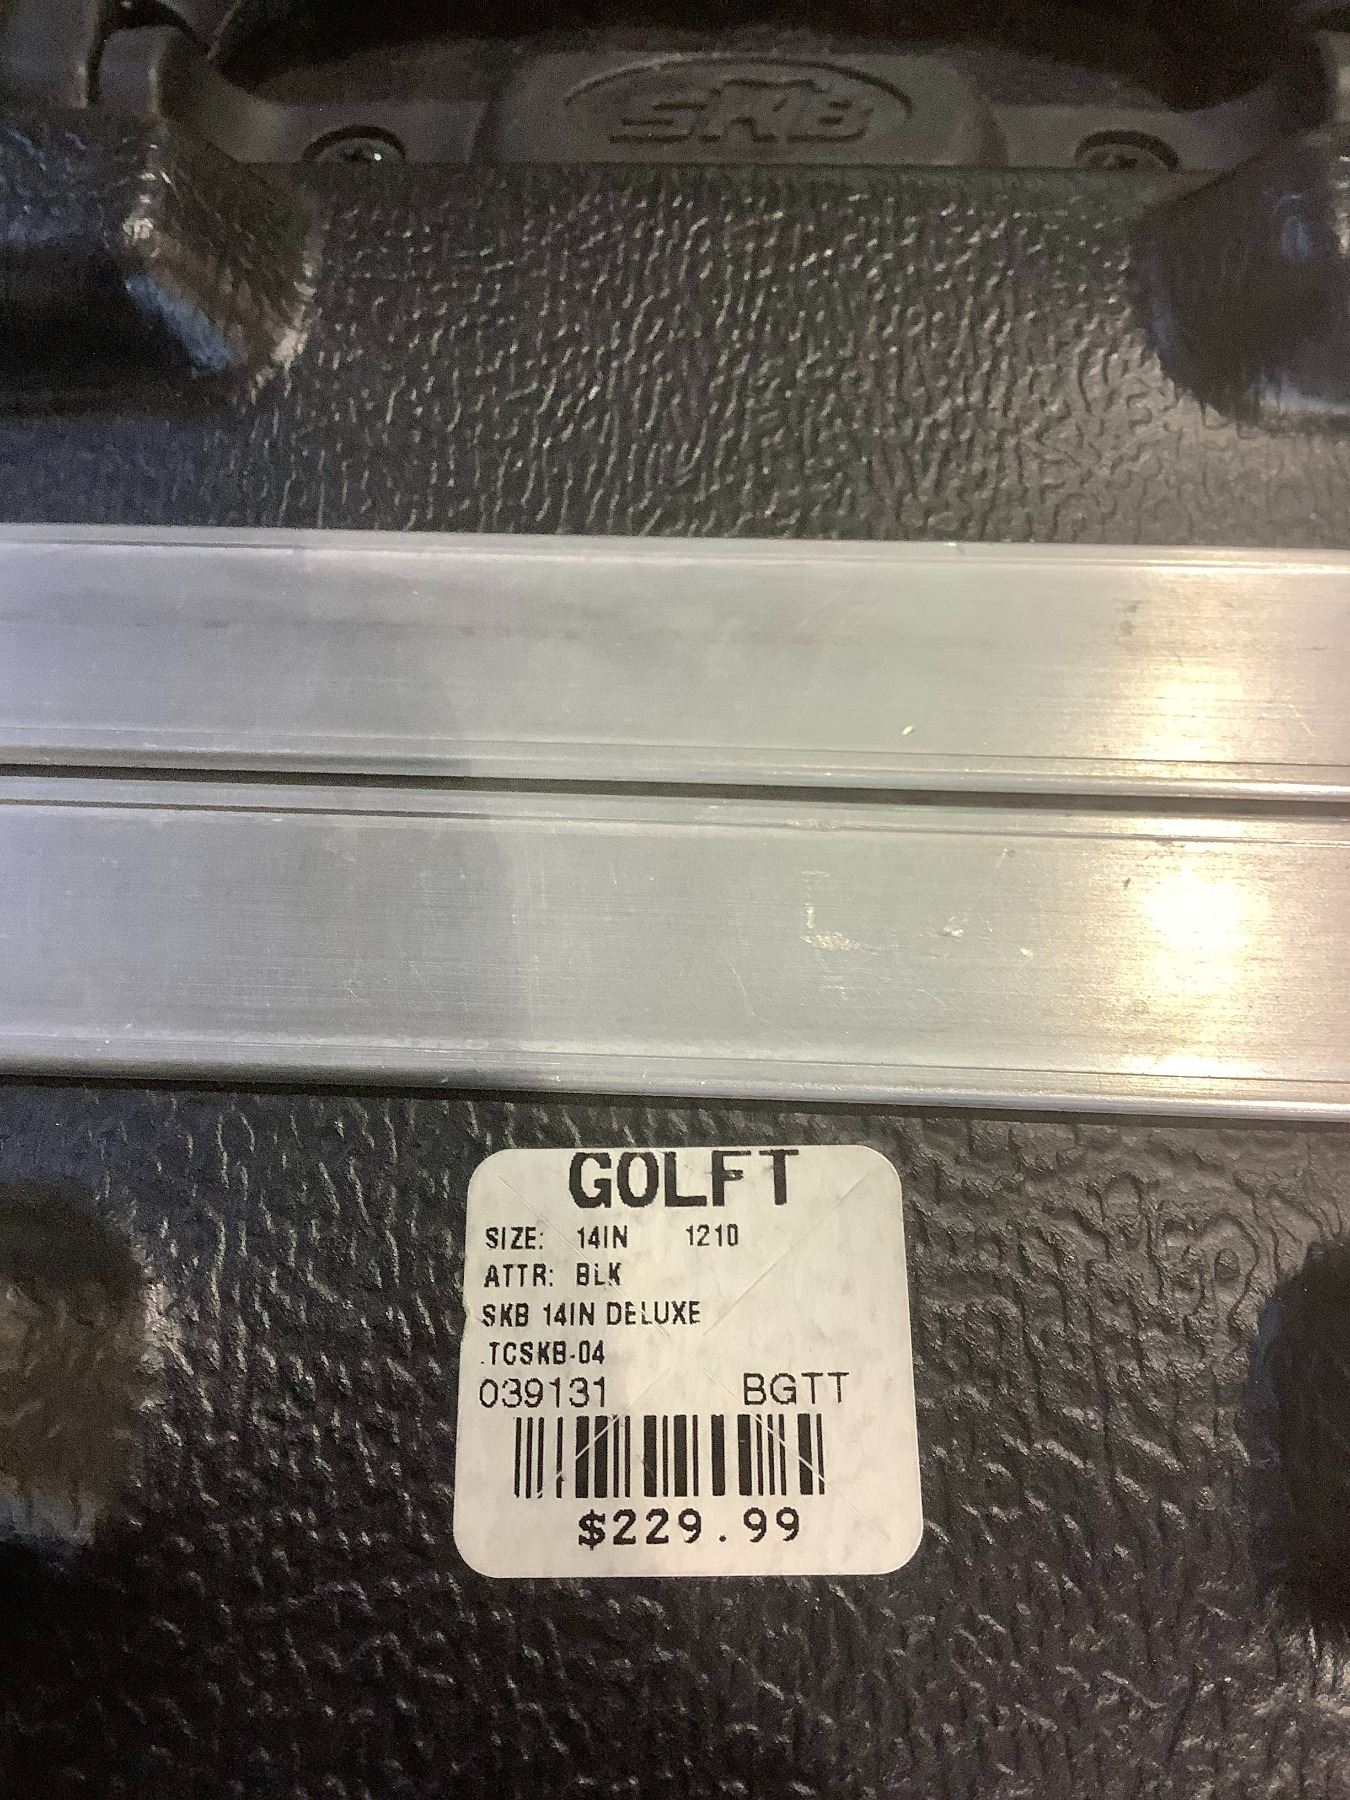 SKB
GOLFT
SIZE: 14IN 1210
ATTR: BLK
SKB 14IN DELUXE
.TCSKB-04
039131 BGTT
$229.99